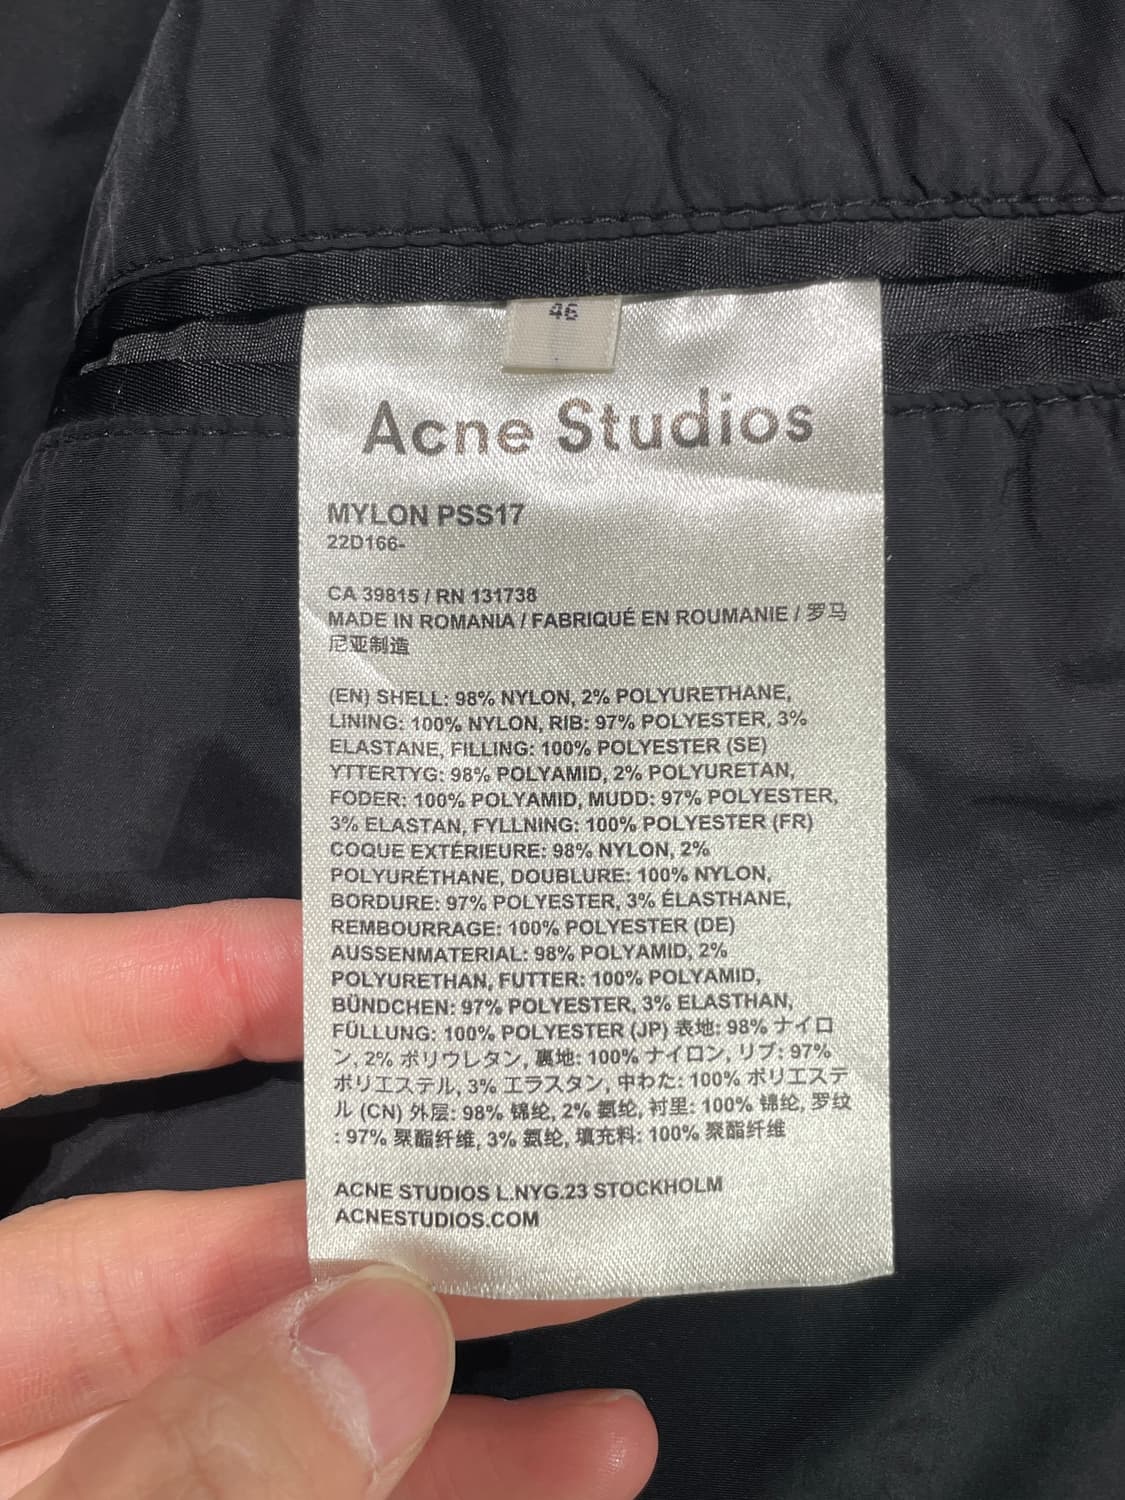 46
Acne Studios
MYLON PSS17
22D166-
CA 39815 / RN 131738
MADE IN ROMANIA / FABRIQUÉ EN ROUMANIE / 罗马
尼亚制造
(EN) SHELL: 98% NYLON, 2% POLYURETHANE,
LINING: 100% NYLON, RIB: 97% POLYESTER, 3%
ELASTANE, FILLING: 100% POLYESTER (SE)
YTTERTYG: 98% POLYAMID, 2% POLYURETAN,
FODER: 100% POLYAMID, MUDD: 97% POLYESTER,
3% ELASTAN, FYLLNING: 100% POLYESTER (FR)
COQUE EXTÉRIEURE: 98% NYLON, 2%
POLYURÉTHANE, DOUBLURE: 100% NYLON,
BORDURE: 97% POLYESTER, 3% ÉLASTHANE,
REMBOURRAGE: 100% POLYESTER (DE)
AUSSENMATERIAL: 98% POLYAMID, 2%
POLYURETHAN, FUTTER: 100% POLYAMID,
BÜNDCHEN: 97% POLYESTER, 3% ELASTHAN,
FÜLLUNG: 100% POLYESTER (JP) 表地: 98% ナイロ
ン, 2% ポリウレタン, 裏地: 100% ナイロン, リブ: 97%
ポリエステル, 3% エラスタン, 中わた: 100% ポリエステ
ル (CN) 外层: 98% 锦纶, 2% 氨纶, 衬里: 100% 锦纶, 罗纹
: 97% 聚酯纤维, 3% 氨纶, 填充料: 100% 聚酯纤维
ACNE STUDIOS L.NYG.23 STOCKHOLM
ACNESTUDIOS.COM